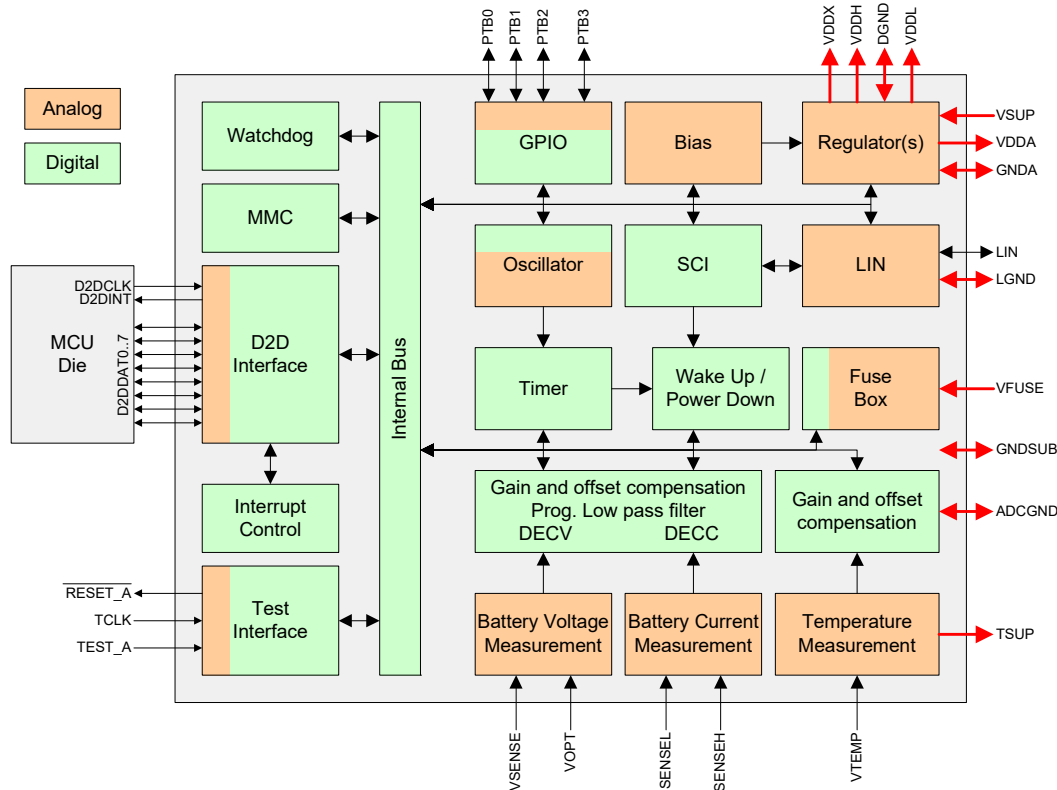 PTB0
PTB1
PTB2
PTB3
VDDX
VDDH
DGND
VDDL
Analog
Digital
Watchdog
GPIO
Bias
Regulator(s)
VSUP
VDDA
GNDA
MMC
Oscillator
SCI
LIN
LIN
LGND
MCU
Die
D2DCLK
D2DINT
D2DDAT0..7
D2D
Interface
Internal Bus
Timer
Wake Up /
Power Down
Fuse
Box
VFUSE
GNDSUB
Interrupt
Control
Gain and offset compensation
Prog. Low pass filter
DECV DECC
Gain and offset
compensation
ADCGND
RESET_A
TCLK
TEST_A
Test
Interface
Battery Voltage
Measurement
Battery Current
Measurement
Temperature
Measurement
TSUP
VSENSE
VOPT
SENSEL
SENSEH
VTEMP